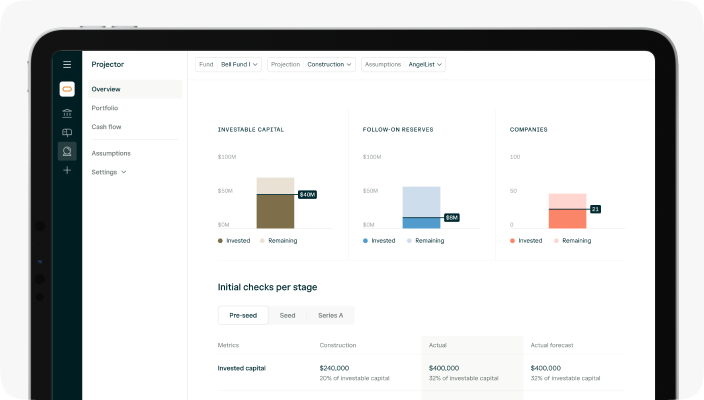 Projector
Fund Bell Fund I
Projection Construction
Assumptions AngelList
Overview
Portfolio
Cash flow
Assumptions
Settings
INVESTABLE CAPITAL
$100M
$50M
$0M
$40M
Invested Remaining
FOLLOW-ON RESERVES
$100M
$50M
$0M
$8M
Invested Remaining
COMPANIES
100
50
0
21
Invested Remaining
Initial checks per stage
Pre-seed Seed Series A
Metrics Construction Actual Actual forecast
Invested capital $240,000 $400,000 $400,000
20% of investable capital 32% of investable capital 32% of investable capital